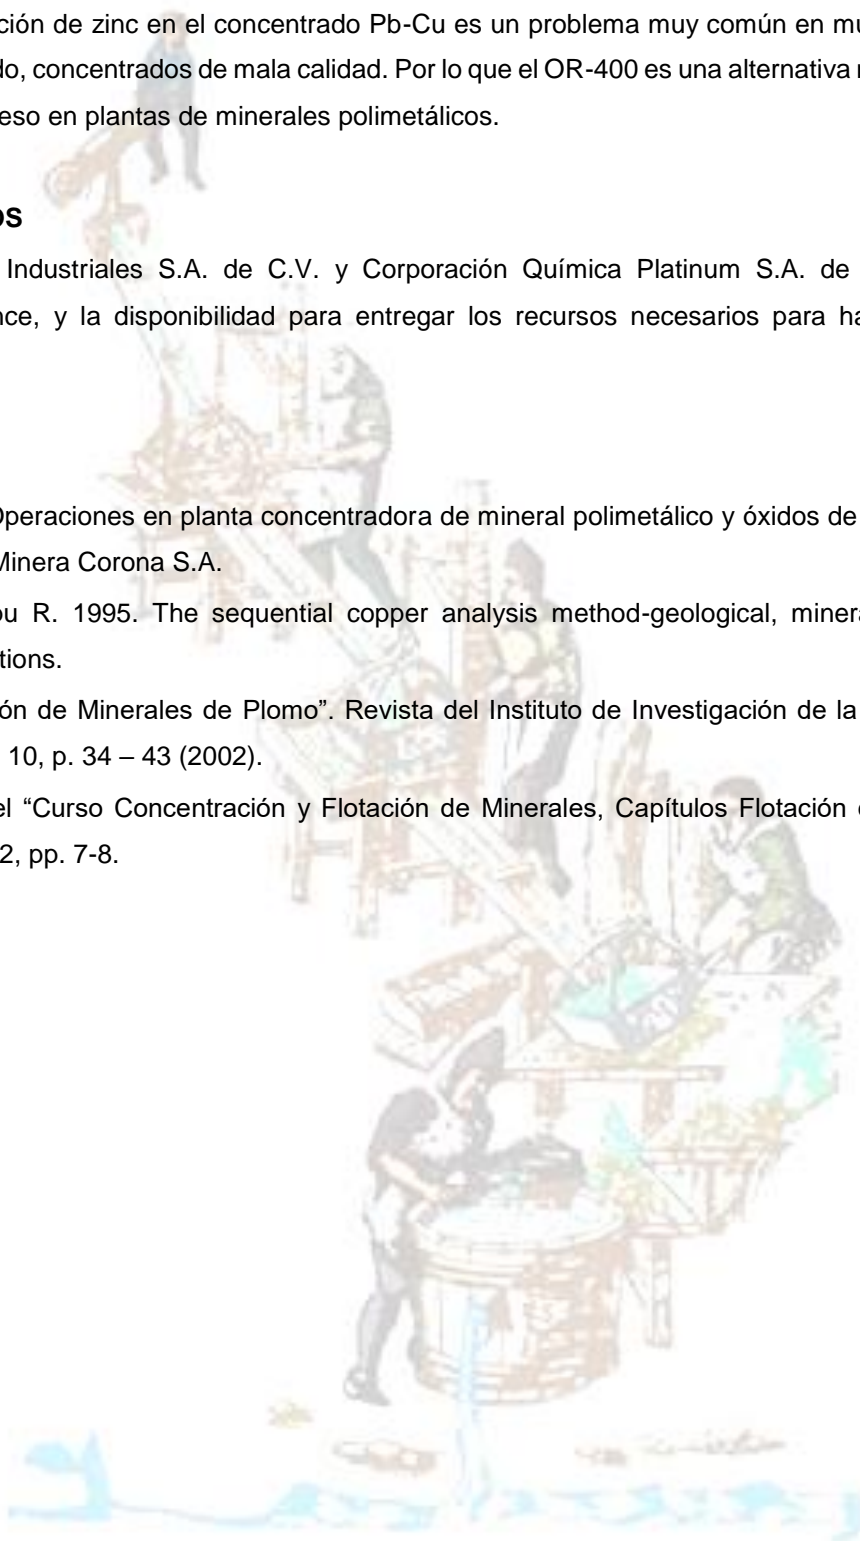 ción de zinc en el concentrado Pb-Cu es un problema muy común en mu
do, concentrados de mala calidad. Por lo que el OR-400 es una alternativa
eso en plantas de minerales polimetálicos.
OS
Industriales S.A. de C.V. y Corporación Química Platinum S.A. de
nce, y la disponibilidad para entregar los recursos necesarios para ha
Operaciones en planta concentradora de mineral polimetálico y óxidos de
Minera Corona S.A.
ou R. 1995. The sequential copper analysis method-geological, minera
tions.
ón de Minerales de Plomo”. Revista del Instituto de Investigación de la
10, p. 34 – 43 (2002).
el “Curso Concentración y Flotación de Minerales, Capítulos Flotación
2, pp. 7-8.